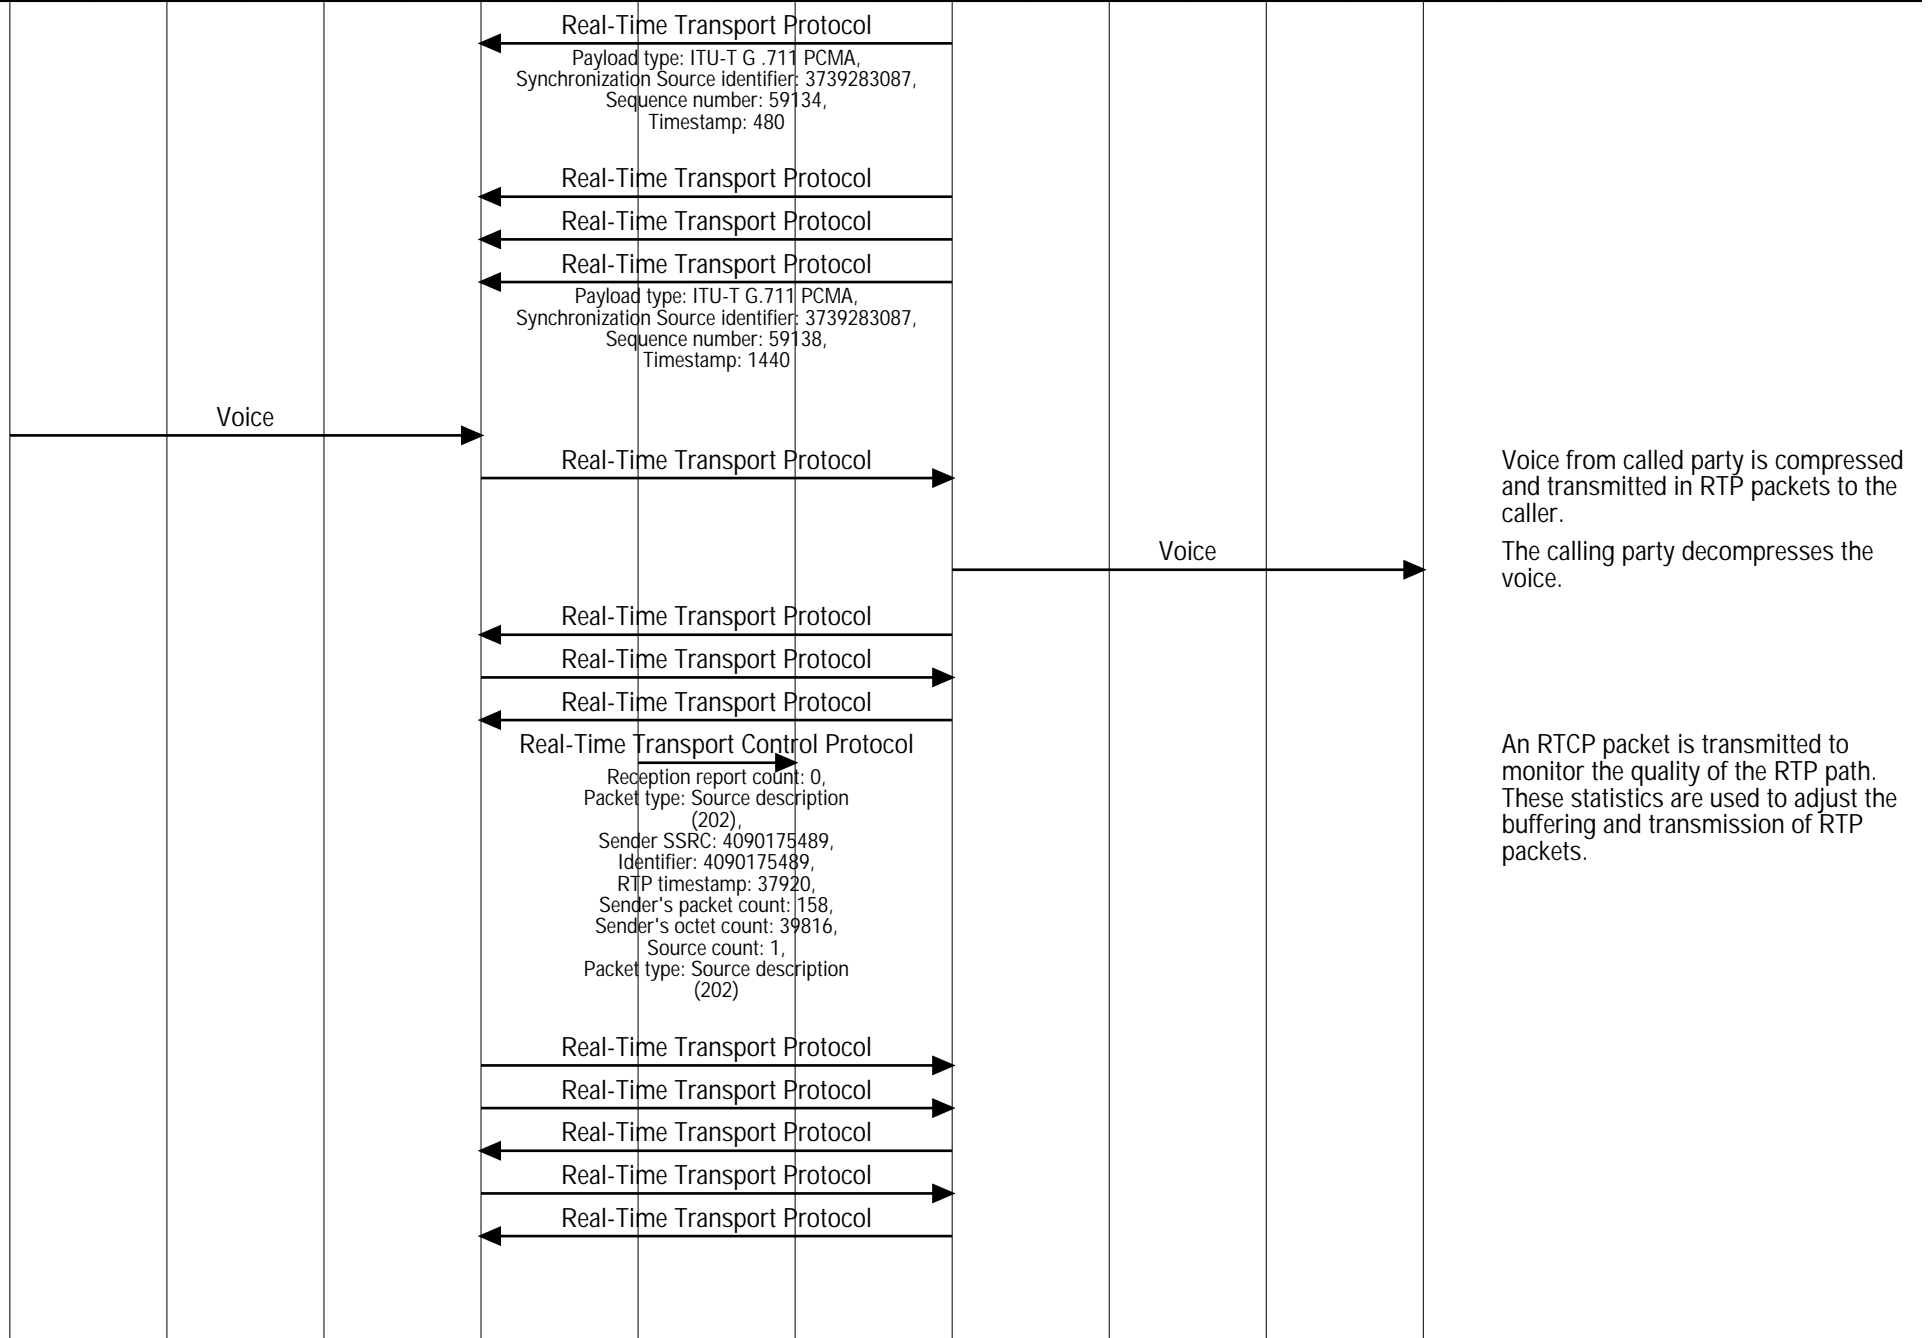 Real-Time Transport Protocol
Payload type: ITU-T G .711 PCMA,
Synchronization Source identifier: 3739283087,
Sequence number: 59134,
Timestamp: 480
Real-Time Transport Protocol
Real-Time Transport Protocol
Real-Time Transport Protocol
Payload type: ITU-T G.711 PCMA,
Synchronization Source identifier: 3739283087,
Sequence number: 59138,
Timestamp: 1440
Voice
Real-Time Transport Protocol
Voice from called party is compressed
and transmitted in RTP packets to the
caller.
Voice
The calling party decompresses the
voice.
Real-Time Transport Protocol
Real-Time Transport Protocol
Real-Time Transport Protocol
Real-Time Transport Control Protocol
Reception report count: 0,
Packet type: Source description
(202),
Sender SSRC: 4090175489,
Identifier: 4090175489,
RTP timestamp: 37920,
Sender's packet count: 158,
Sender's octet count: 39816,
Source count: 1,
Packet type: Source description
(202)
An RTCP packet is transmitted to
monitor the quality of the RTP path.
These statistics are used to adjust the
buffering and transmission of RTP
packets.
Real-Time Transport Protocol
Real-Time Transport Protocol
Real-Time Transport Protocol
Real-Time Transport Protocol
Real-Time Transport Protocol